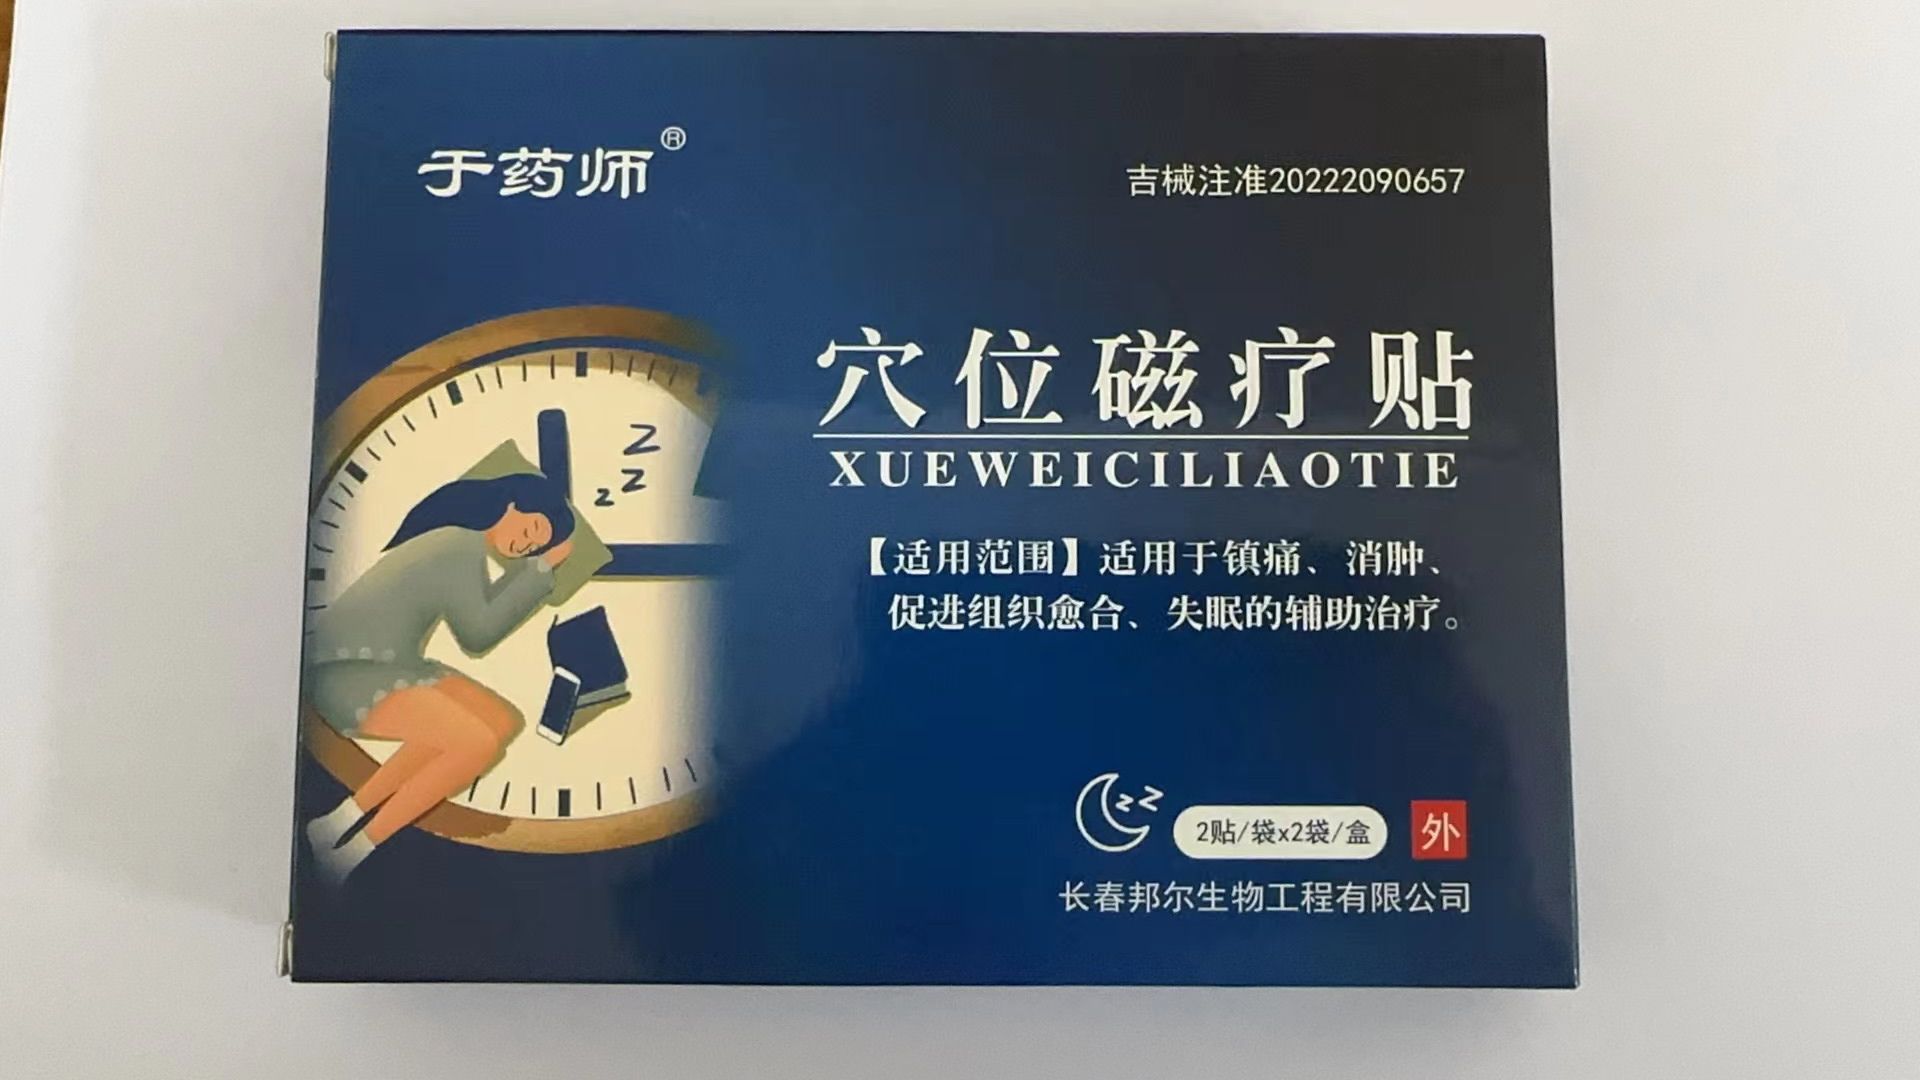 于药师®
吉械注准20222090657
穴位磁疗贴
XUEWEICILIAOTIE
【适用范围】适用于镇痛、消肿、
促进组织愈合、失眠的辅助治疗。
z
z
z
zz
2贴/袋x2袋/盒
外
长春邦尔生物工程有限公司